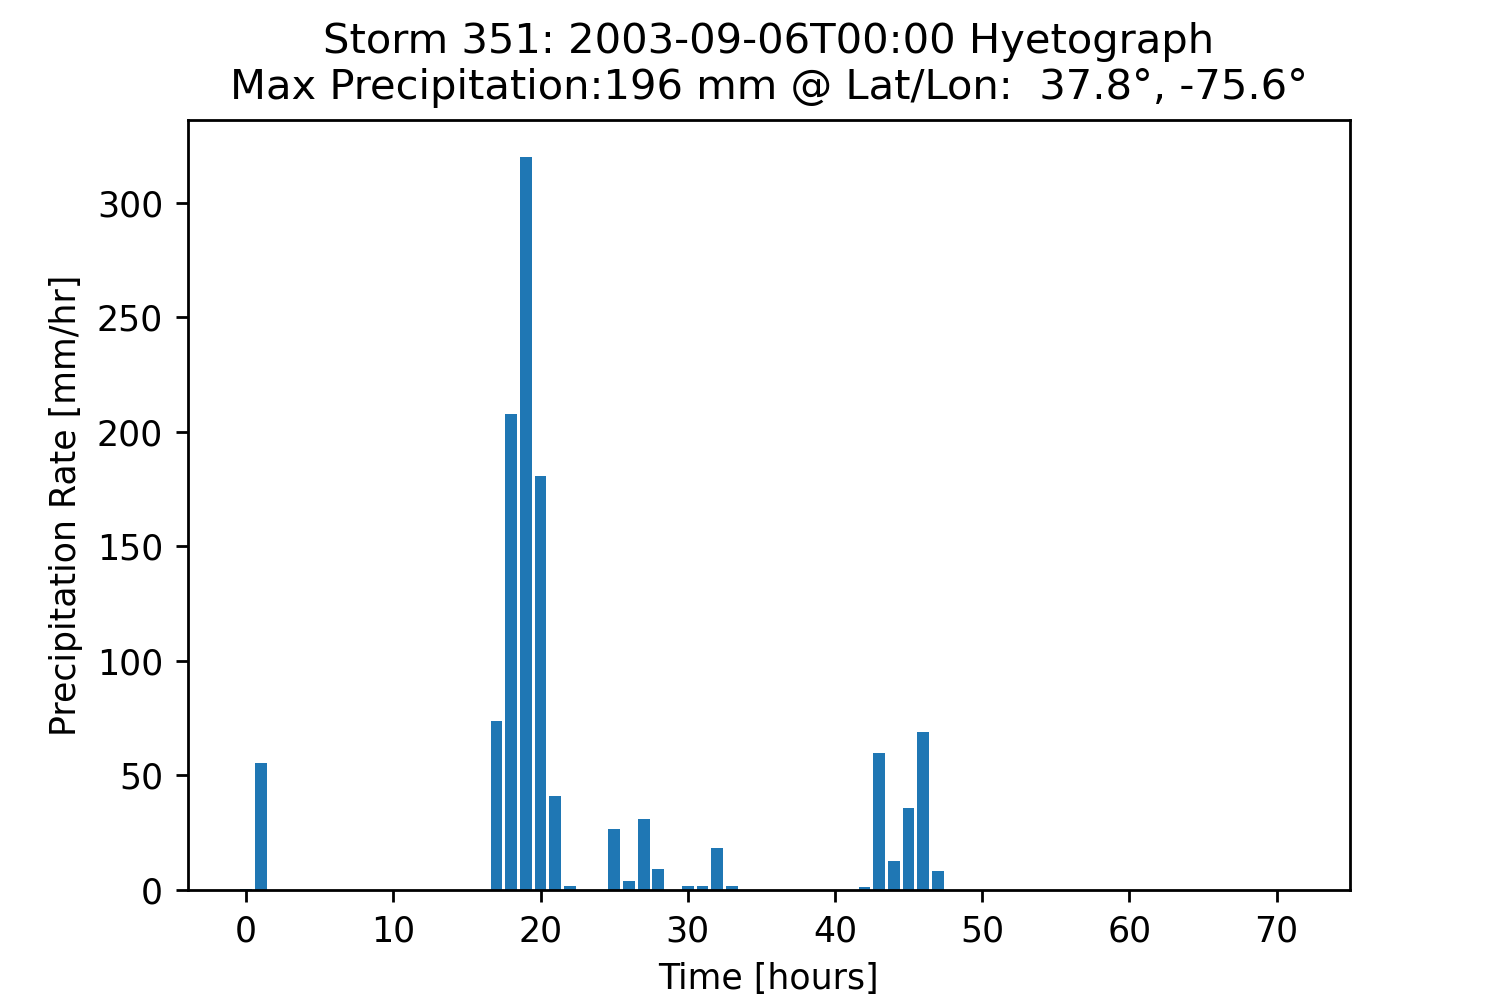 Storm 351: 2003-09-06T00:00 Hyetograph
Max Precipitation:196 mm @ Lat/Lon:  37.8°, -75.6°
Precipitation Rate [mm/hr]
300
250
200
150
100
50
0
0 10 20 30 40 50 60 70
Time [hours]